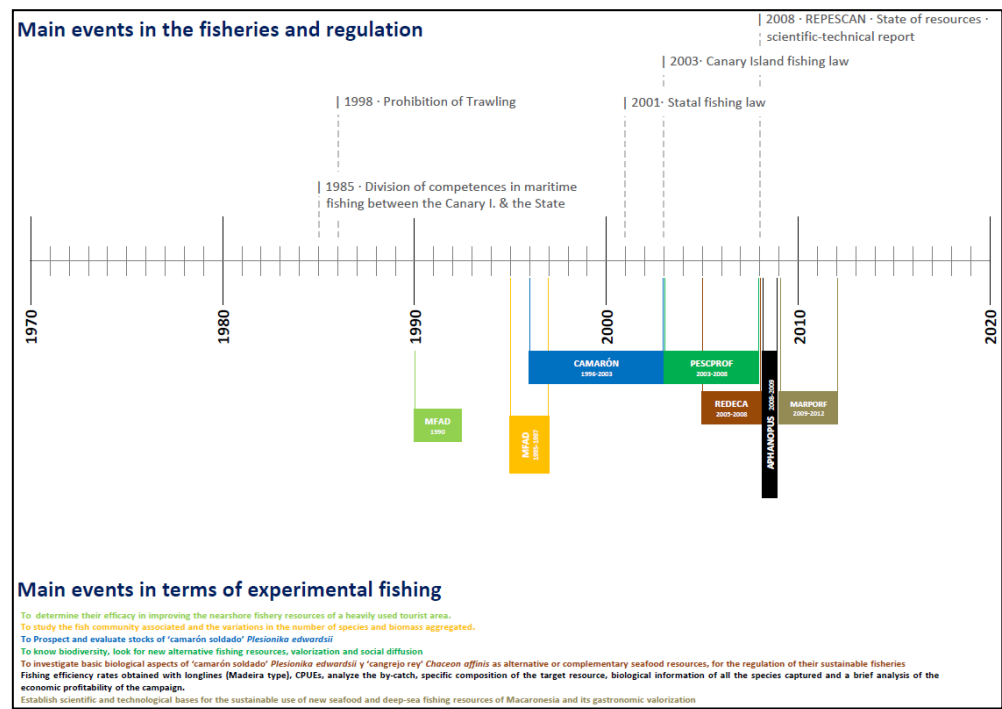 Main events in the fisheries and regulation
| 2008 · REPESCAN · State of resources ·
scientific-technical report
| 2003· Canary Island fishing law
| 1998 · Prohibition of Trawling
| 2001· Statal fishing law
| 1985 · Division of competences in maritime
fishing between the Canary I. & the State
1970
1980
1990
2000
2010
2020
CAMARÓN
1996-2003
PESCPROF
2003-2008
REDECA
2005-2008
APHANOPUS 2008-2009
MARPORF
2009-2012
MFAD
1990
MFAD
1995-1997
Main events in terms of experimental fishing
To determine their efficacy in improving the nearshore fishery resources of a heavily used tourist area.
To study the fish community associated and the variations in the number of species and biomass aggregated.
To Prospect and evaluate stocks of 'camarón soldado' Plesionika edwardsii
To know biodiversity, look for new alternative fishing resources, valorization and social diffusion
To investigate basic biological aspects of 'camarón soldado' Plesionika edwardsii y 'cangrejo rey' Chaceon affinis as alternative or complementary seafood resources, for the regulation of their sustainable fisheries
Fishing efficiency rates obtained with longlines (Madeira type), CPUEs, analyze the by-catch, specific composition of the target resource, biological information of all the species captured and a brief analysis of the
economic profitability of the campaign.
Establish scientific and technological bases for the sustainable use of new seafood and deep-sea fishing resources of Macaronesia and its gastronomic valorization